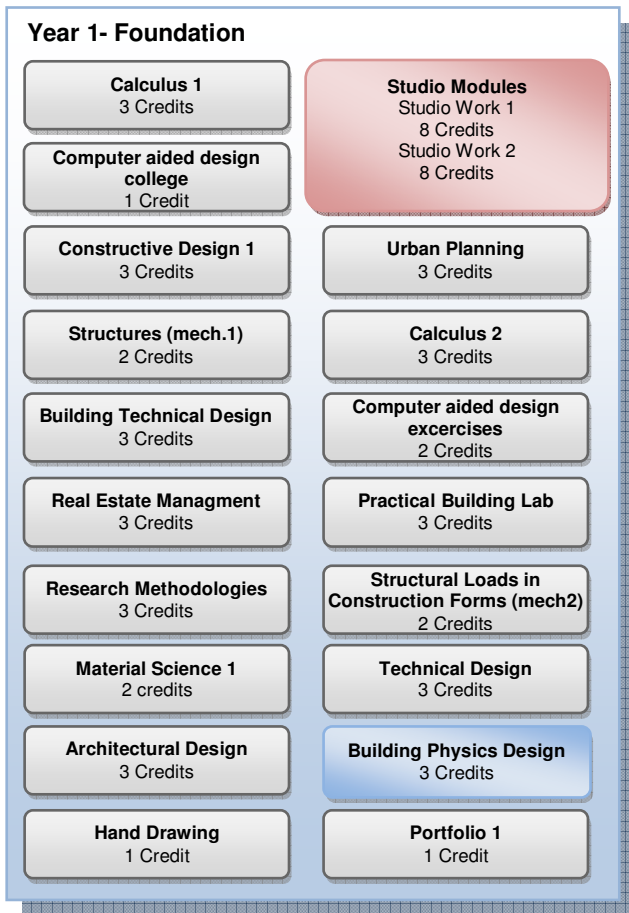 Year 1- Foundation
Calculus 1
3 Credits
Studio Modules
Studio Work 1
8 Credits
Studio Work 2
8 Credits
Computer aided design
college
1 Credit
Constructive Design 1
3 Credits
Urban Planning
3 Credits
Structures (mech.1)
2 Credits
Calculus 2
3 Credits
Building Technical Design
3 Credits
Computer aided design
excercises
2 Credits
Real Estate Managment
3 Credits
Practical Building Lab
3 Credits
Research Methodologies
3 Credits
Structural Loads in
Construction Forms (mech2)
2 Credits
Material Science 1
2 credits
Technical Design
3 Credits
Architectural Design
3 Credits
Building Physics Design
3 Credits
Hand Drawing
1 Credit
Portfolio 1
1 Credit